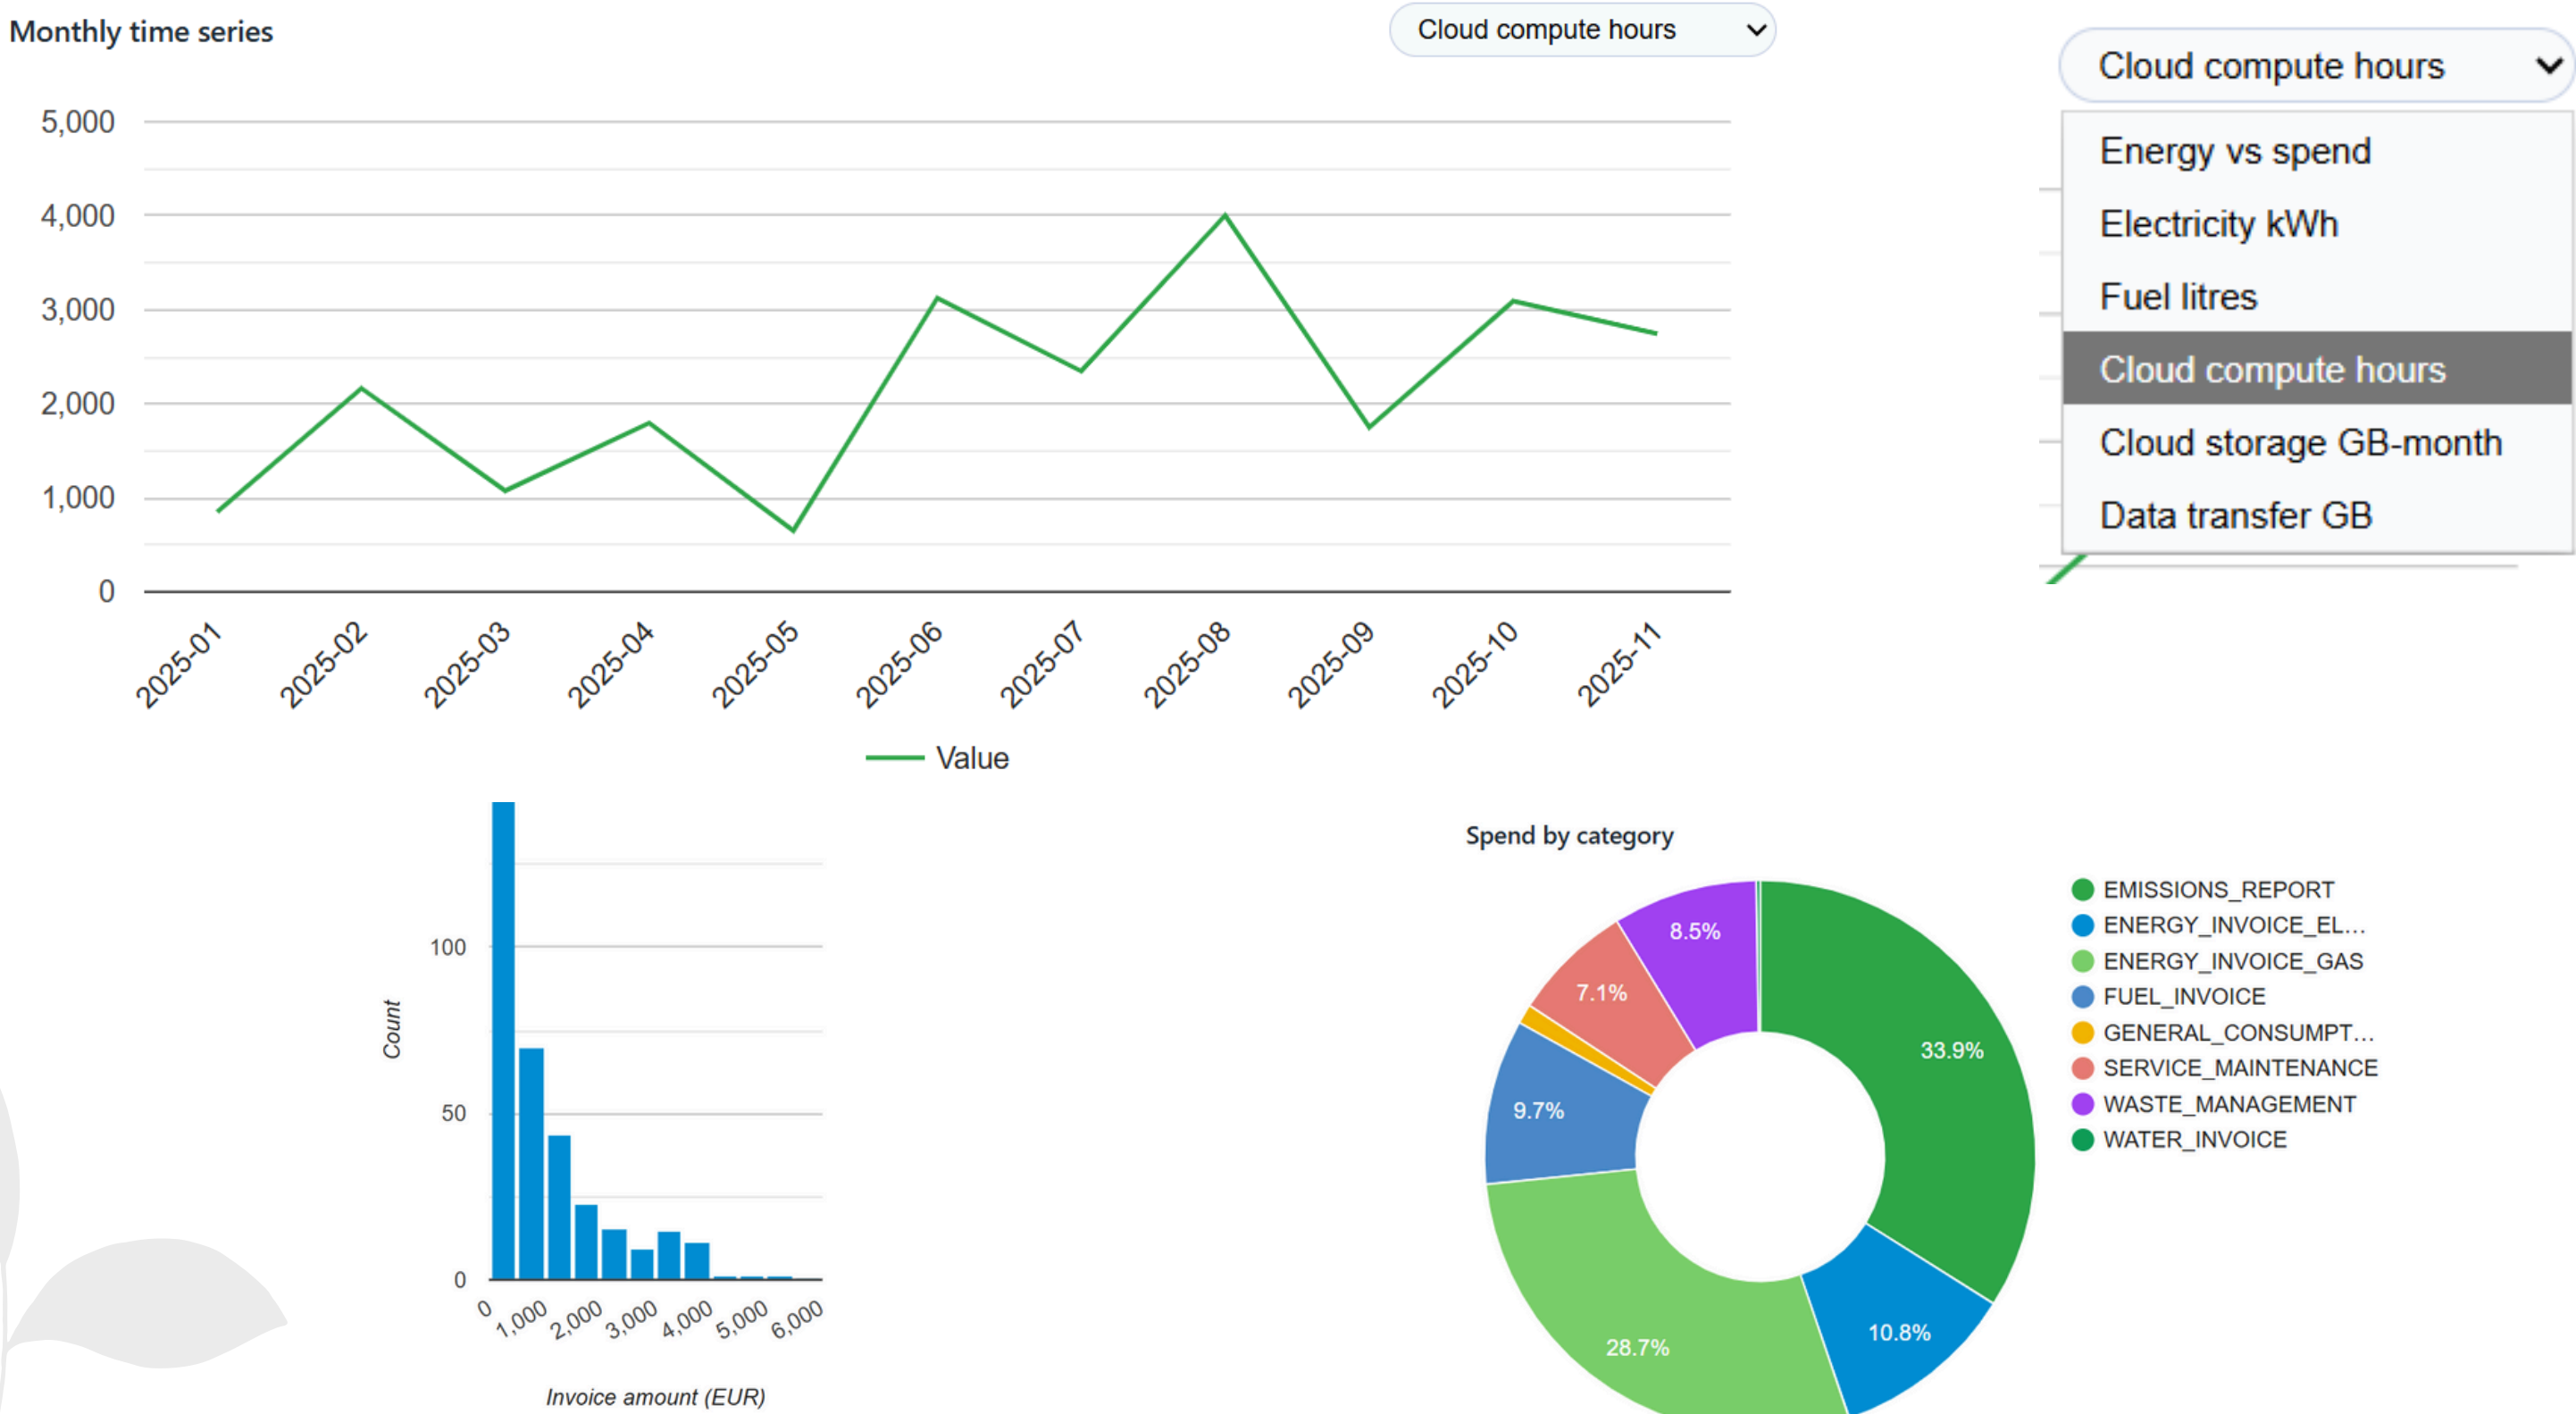 Monthly time series
Cloud compute hours
5,000
4,000
3,000
2,000
1,000
0
2025-01
2025-02
2025-03
2025-04
2025-05
2025-06
2025-07
2025-08
2025-09
2025-10
2025-11
Value
Cloud compute hours
Energy vs spend
Electricity kWh
Fuel litres
Cloud compute hours
Cloud storage GB-month
Data transfer GB
Count
100
50
0
0
1,000
2,000
3,000
4,000
5,000
6,000
Invoice amount (EUR)
Spend by category
8.5%
7.1%
33.9%
9.7%
10.8%
28.7%
EMISSIONS_REPORT
ENERGY_INVOICE_EL...
ENERGY_INVOICE_GAS
FUEL_INVOICE
GENERAL_CONSUMPT...
SERVICE_MAINTENANCE
WASTE_MANAGEMENT
WATER_INVOICE